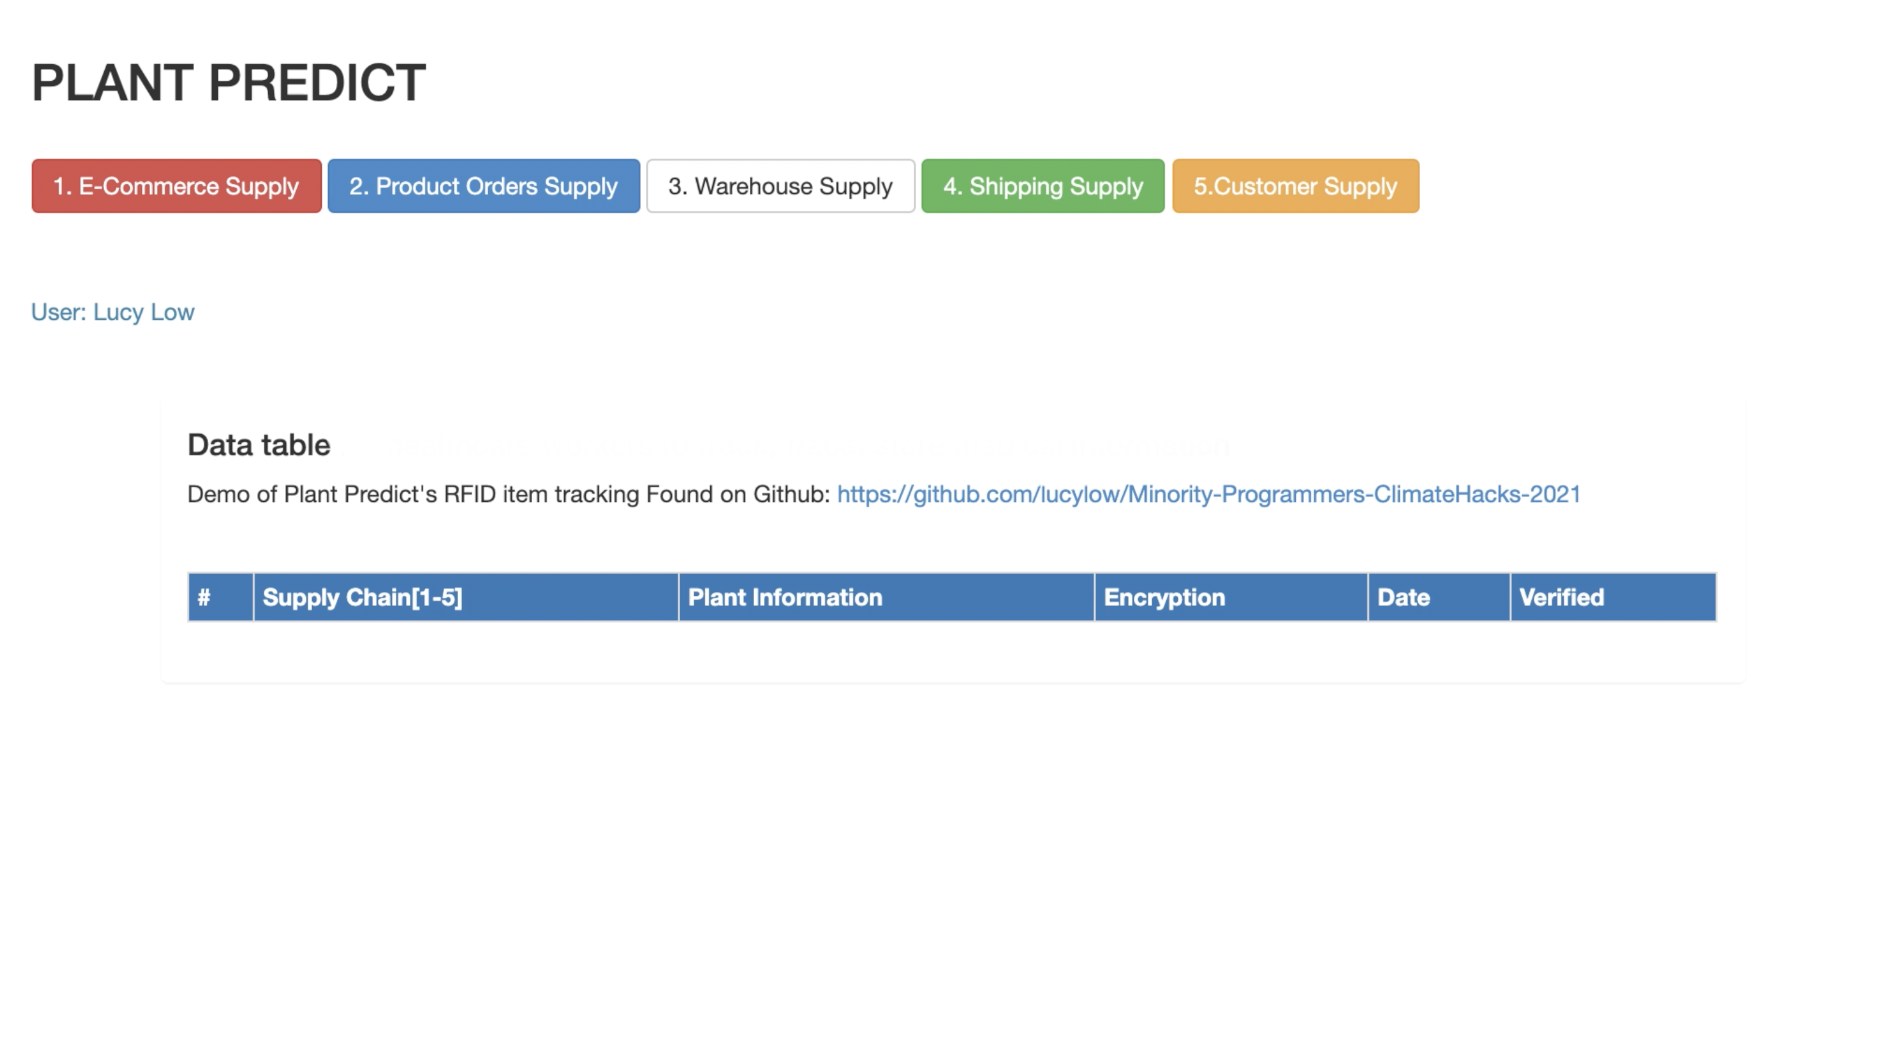 PLANT PREDICT
1. E-Commerce Supply 2. Product Orders Supply 3. Warehouse Supply 4. Shipping Supply 5.Customer Supply
User: Lucy Low
Data table
Demo of Plant Predict's RFID item tracking Found on Github: https://github.com/lucylow/Minority-Programmers-ClimateHacks-2021
# Supply Chain[1-5] Plant Information Encryption Date Verified